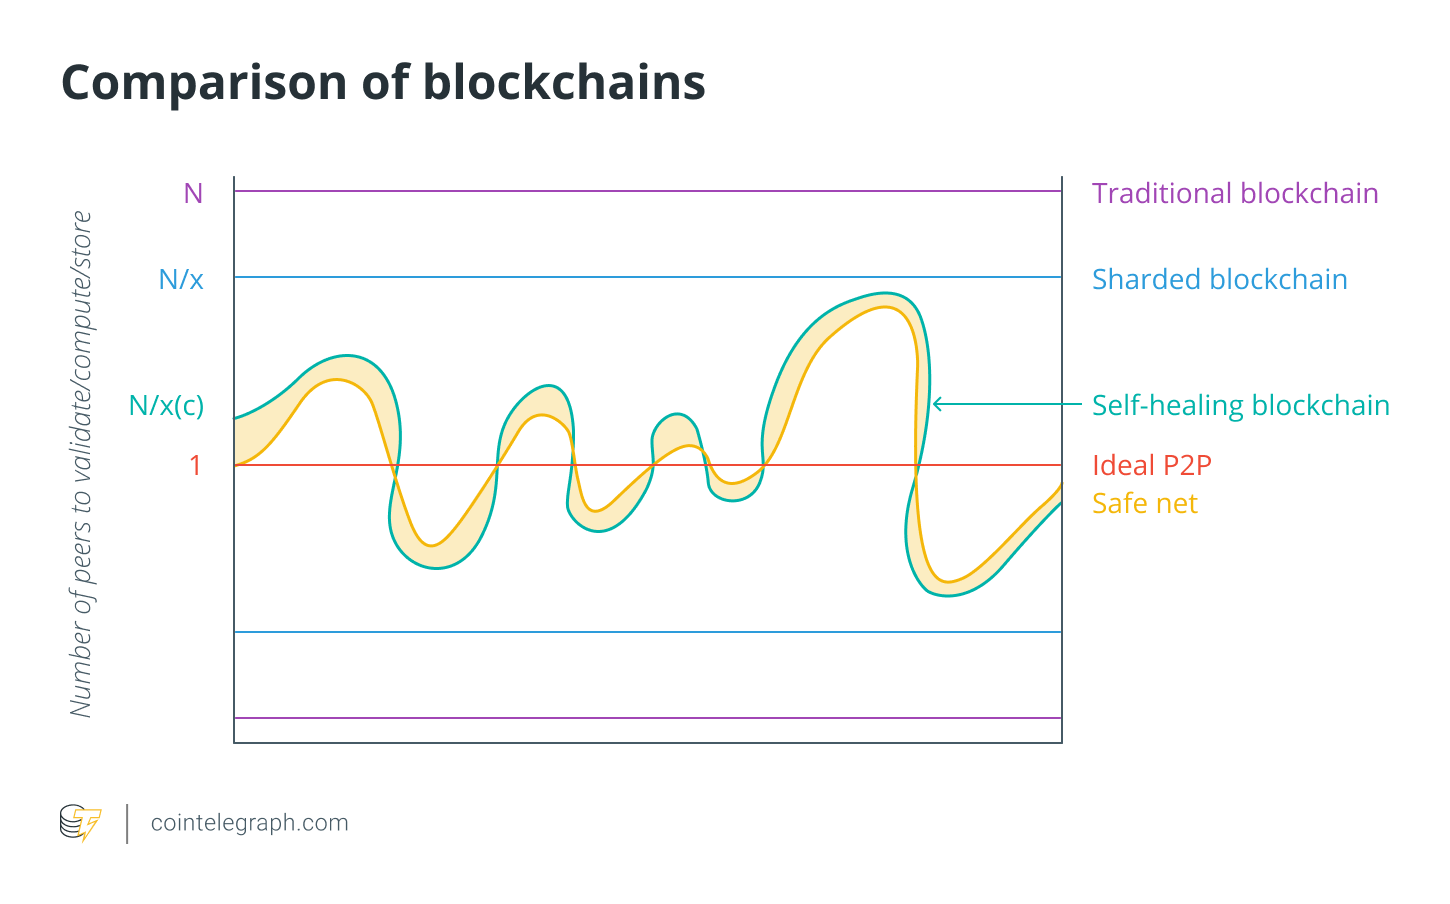 Comparison of blockchains
Number of peers to validate/compute/store
N
Traditional blockchain
N/x
Sharded blockchain
N/x(c)
Self-healing blockchain
1
Ideal P2P
Safe net
cointelegraph.com